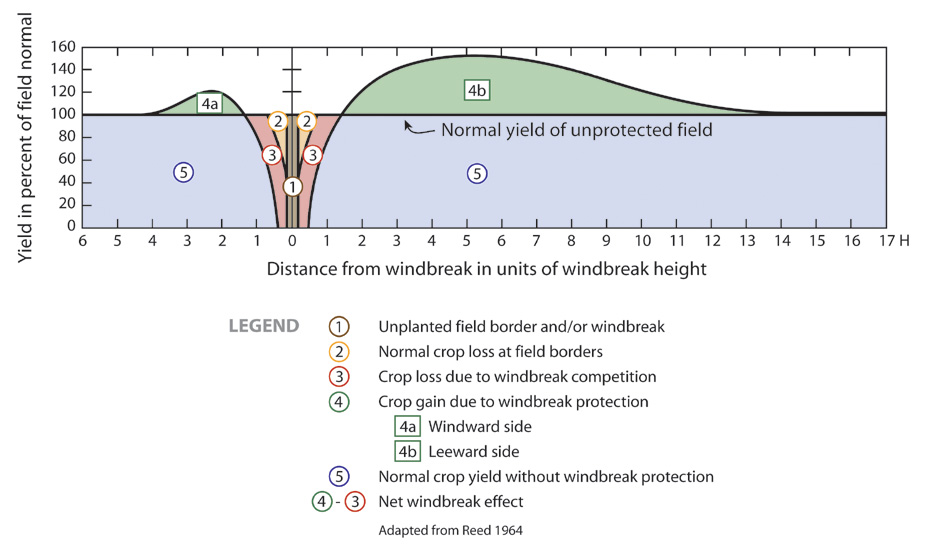 Yield in percent of field normal
160
140
120
100
80
60
40
20
0
4a
4b
2 2
Normal yield of unprotected field
3 3
5 5
1
6 5 4 3 2 1 0 1 2 3 4 5 6 7 8 9 10 11 12 13 14 15 16 17 H
Distance from windbreak in units of windbreak height
LEGEND
1 Unplanted field border and/or windbreak
2 Normal crop loss at field borders
3 Crop loss due to windbreak competition
4 Crop gain due to windbreak protection
4a Windward side
4b Leeward side
5 Normal crop yield without windbreak protection
4 - 3 Net windbreak effect
Adapted from Reed 1964